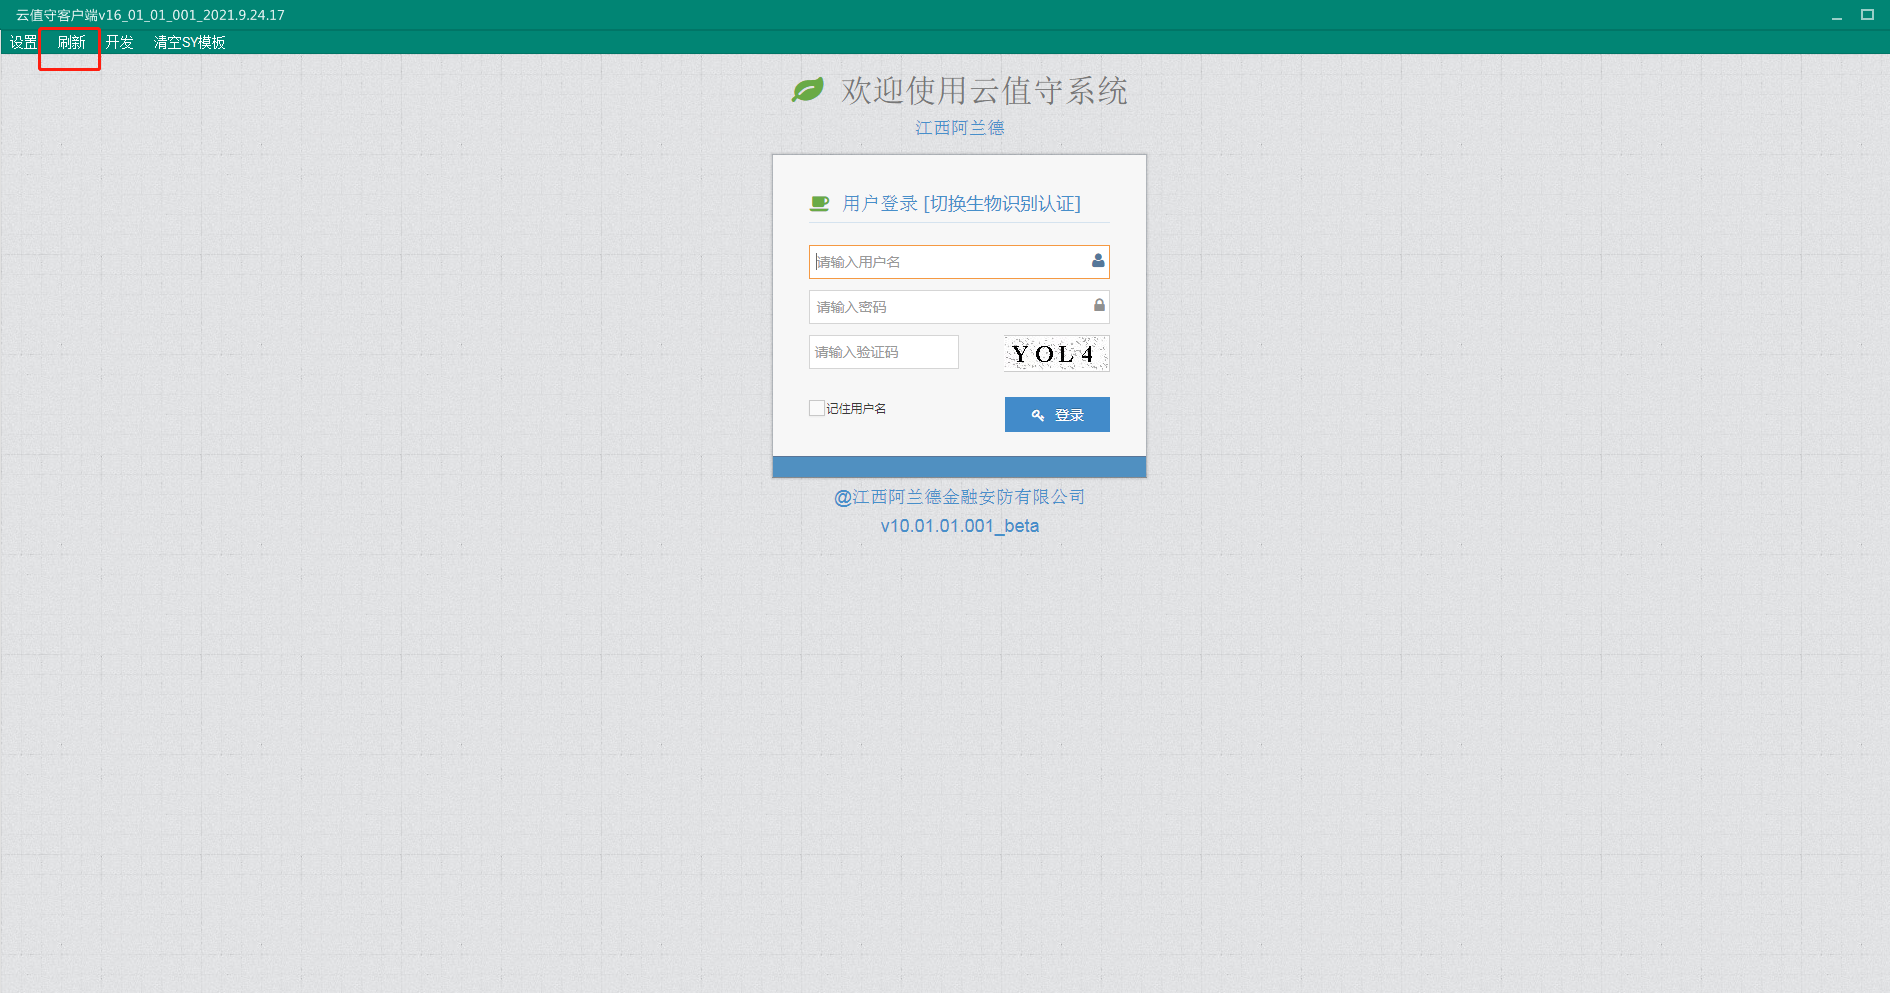 云值守客户端v16_01_01_001_2021.9.24.17
设置 刷新 开发 清空SY模板
欢迎使用云值守系统
江西阿兰德
用户登录 [切换生物识别认证]
请输入用户名
请输入密码
请输入验证码 YOL4
记住用户名 登录
@江西阿兰德金融安防有限公司
v10.01.01.001_beta